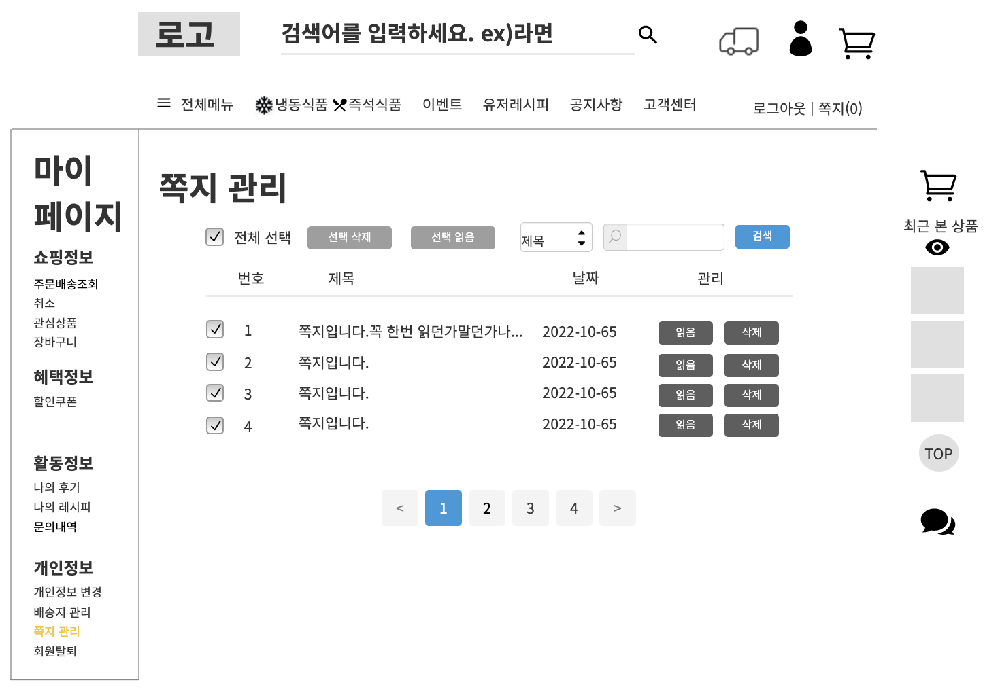 로고
검색어를 입력하세요. ex)라면
전체메뉴 냉동식품 즉석식품 이벤트 유저레시피 공지사항 고객센터
로그아웃 | 쪽지(0)
마이
페이지
쇼핑정보
주문배송조회
취소
관심상품
장바구니
혜택정보
할인쿠폰
활동정보
나의 후기
나의 레시피
문의내역
개인정보
개인정보 변경
배송지 관리
쪽지 관리
회원탈퇴
쪽지 관리
전체 선택 선택 삭제 선택 읽음 제목 검색
번호 제목 날짜 관리
1 쪽지입니다.꼭 한번 읽던가말던가나... 2022-10-65 읽음 삭제
2 쪽지입니다. 2022-10-65 읽음 삭제
3 쪽지입니다. 2022-10-65 읽음 삭제
4 쪽지입니다. 2022-10-65 읽음 삭제
< 1 2 3 4 >
최근 본 상품
TOP